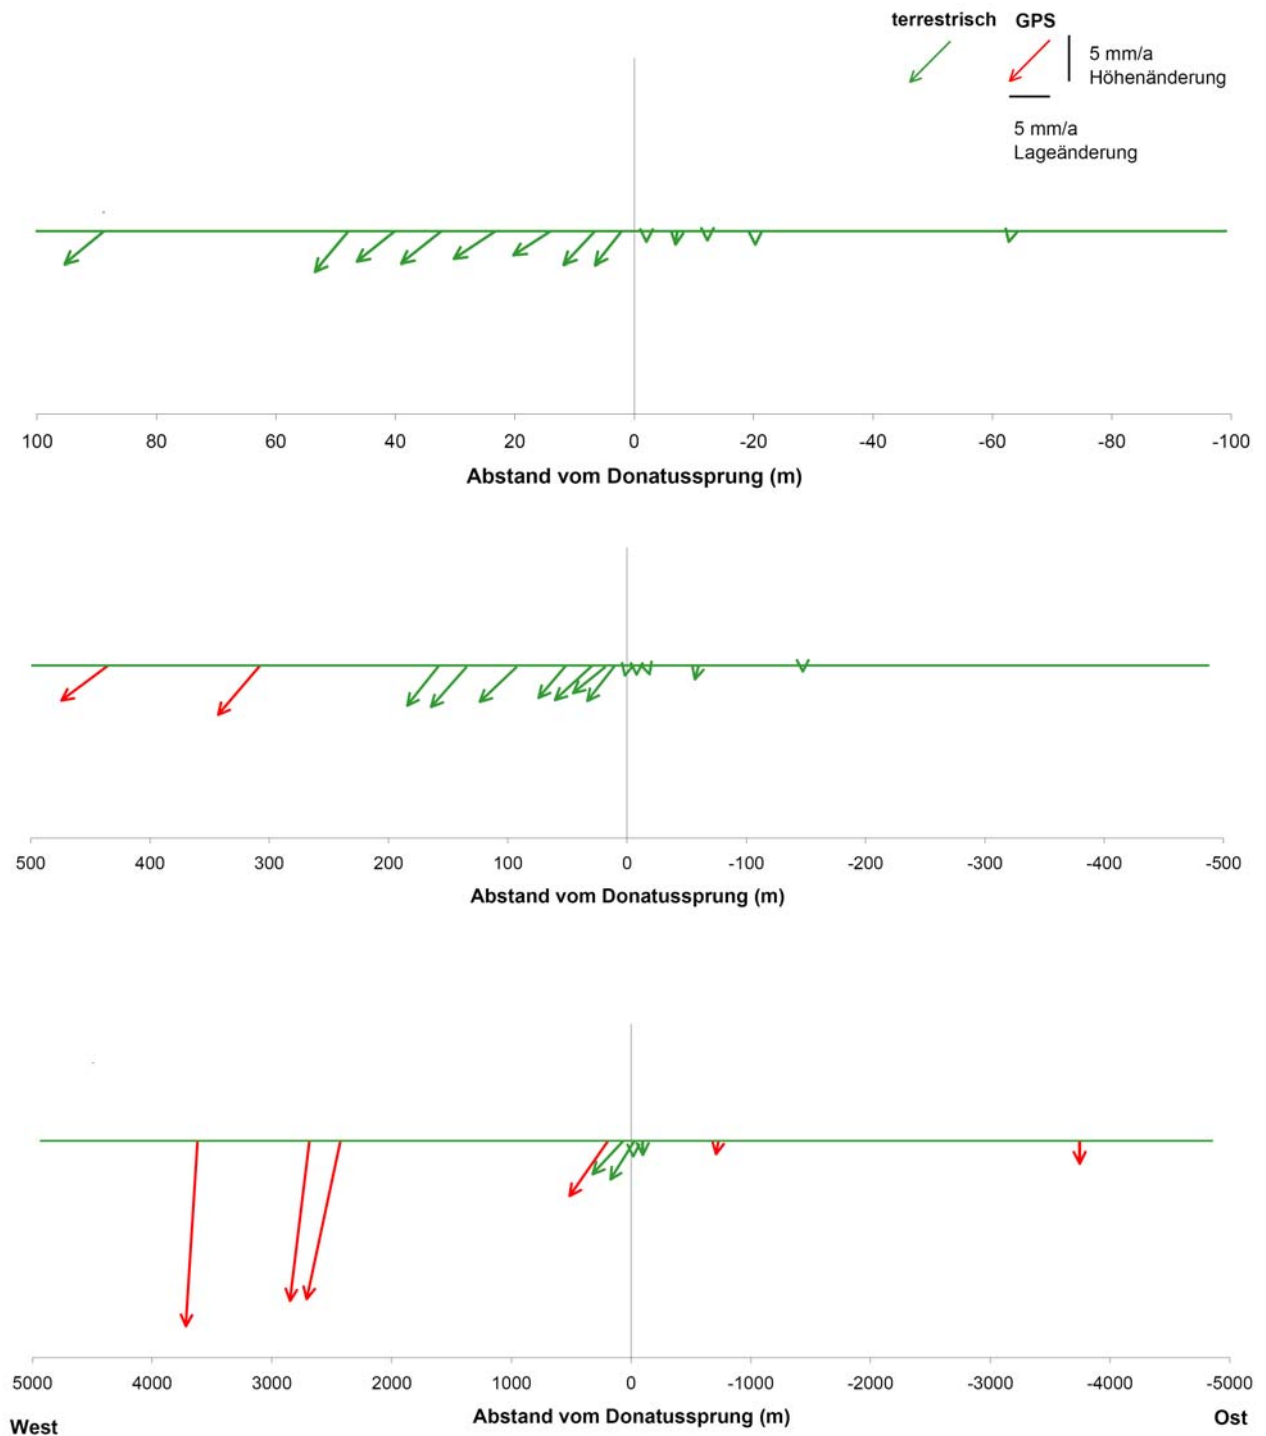 terrestrisch GPS
5 mm/a
Höhenänderung
5 mm/a
Lageänderung
100 80 60 40 20 0 -20 -40 -60 -80 -100
Abstand vom Donatussprung (m)
500 400 300 200 100 0 -100 -200 -300 -400 -500
Abstand vom Donatussprung (m)
5000 4000 3000 2000 1000 0 -1000 -2000 -3000 -4000 -5000
West Abstand vom Donatussprung (m) Ost